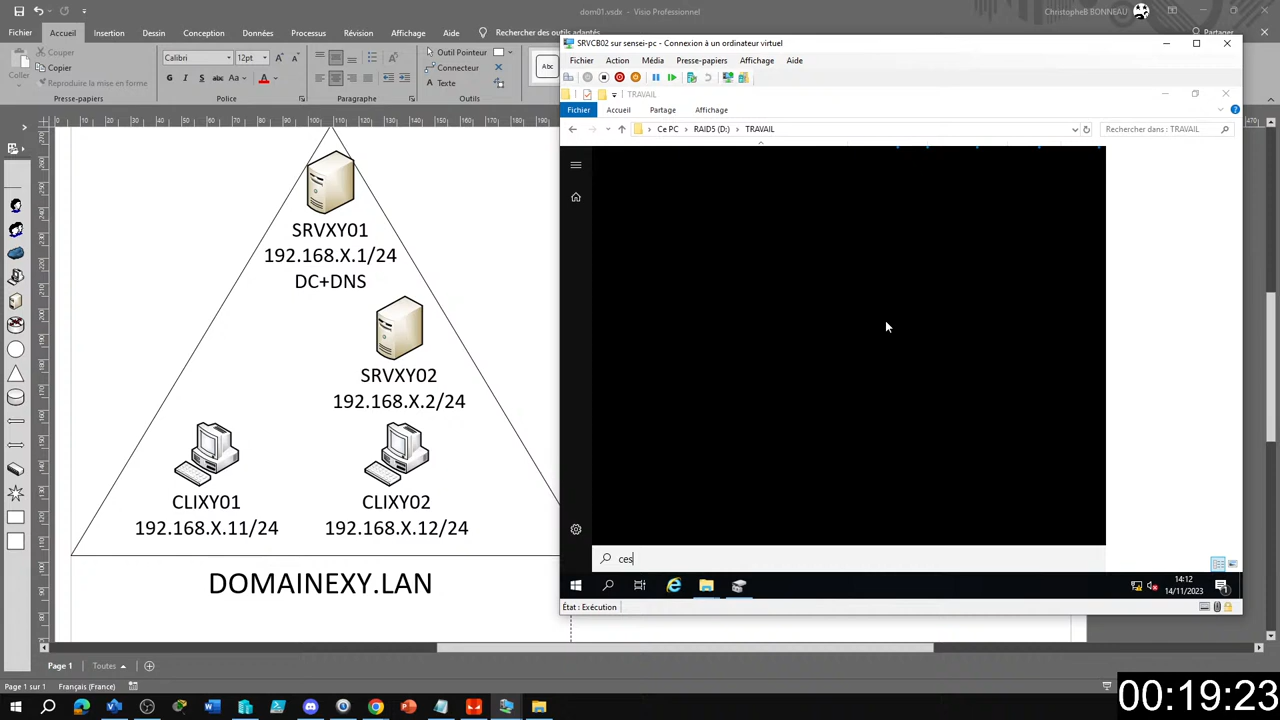 dom01.vsdx - Visio Professional
ChristopheB BONNEAU
Fichier Accueil Insertion Dessin Conception Données Processus Révision Affichage Aide Rechercher des outils adaptés
Partager
Couper
Copier
Reproduire la mise en forme
Coller
Presse-papiers
Calibri 12pt.
Police
Paragraphe
Outil Pointeur
Connecteur
Texte
Outils
Abc
SRVXY01
192.168.X.1/24
DC+DNS
SRVXY02
192.168.X.2/24
CLIXY01
192.168.X.11/24
CLIXY02
192.168.X.12/24
DOMAINEXY.LAN
SRVCB02 sur sensei-pc - Connexion à un ordinateur virtuel
Fichier Action Média Presse-papiers Affichage Aide
TRAVAIL
Fichier Accueil Partage Affichage
Ce PC RAID5 (D:) TRAVAIL
Rechercher dans : TRAVAIL
ces
14:12
14/11/2023
État : Exécution
Page 1 Toutes
Page 1 sur 1 Français (France)
00:19:23